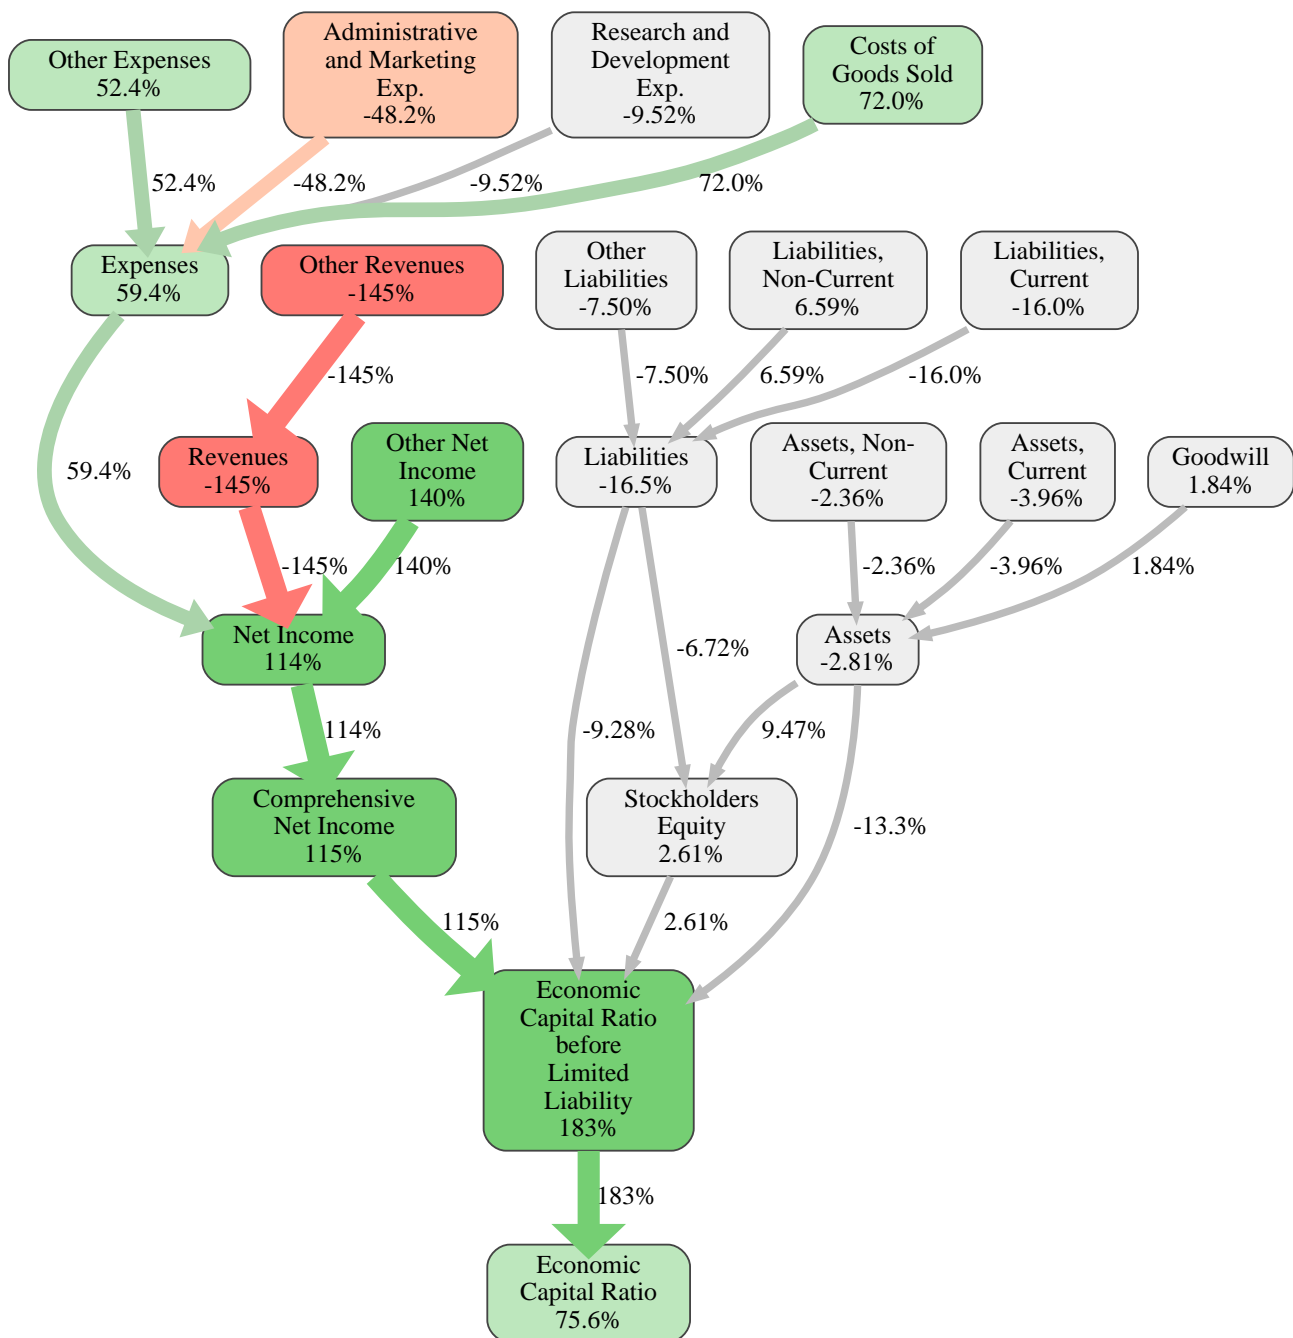 Other Expenses
52.4%
Administrative
and Marketing
Exp.
-48.2%
Research and
Development
Exp.
-9.52%
Costs of
Goods Sold
72.0%
52.4%
-48.2%
-9.52%
72.0%
Expenses
59.4%
Other Revenues
-145%
Other
Liabilities
-7.50%
Liabilities,
Non-Current
6.59%
Liabilities,
Current
-16.0%
-145%
-7.50%
6.59%
-16.0%
59.4%
Revenues
-145%
Other Net
Income
140%
Liabilities
-16.5%
Assets, Non-
Current
-2.36%
Assets,
Current
-3.96%
Goodwill
1.84%
-145%
140%
-2.36%
-3.96%
1.84%
Net Income
114%
-6.72%
Assets
-2.81%
114%
-9.28%
9.47%
-13.3%
Comprehensive
Net Income
115%
Stockholders
Equity
2.61%
115%
2.61%
Economic
Capital Ratio
before
Limited
Liability
183%
183%
Economic
Capital Ratio
75.6%